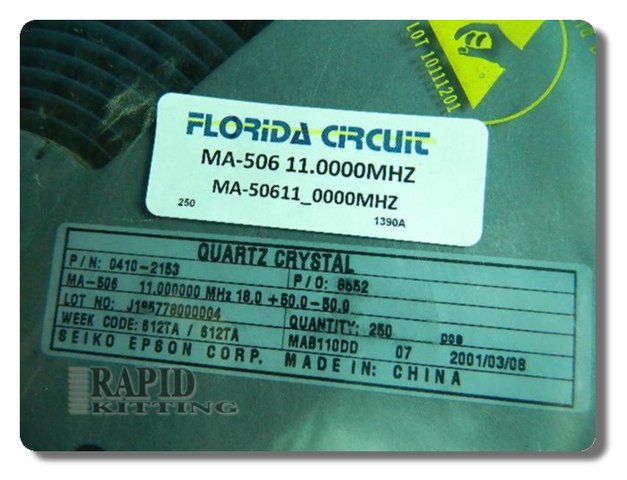 LOT 10111201
FLORIDA CIRCUIT
MA-506 11.0000MHZ
MA-50611_0000MHZ
250
1390A
QUARTZ CRYSTAL
P/N: 0410-2153 P/O: 8552
MA-506 11.000000 MHz 18.0 +50.0-50.0
LOT NO: J195778000004 QUANTITY: 250 pcs
WEEK CODE: 612TA / 612TA MA8110DD 07 2001/03/08
SEIKO EPSON CORP. MADE IN: CHINA
RAPID
KITTING